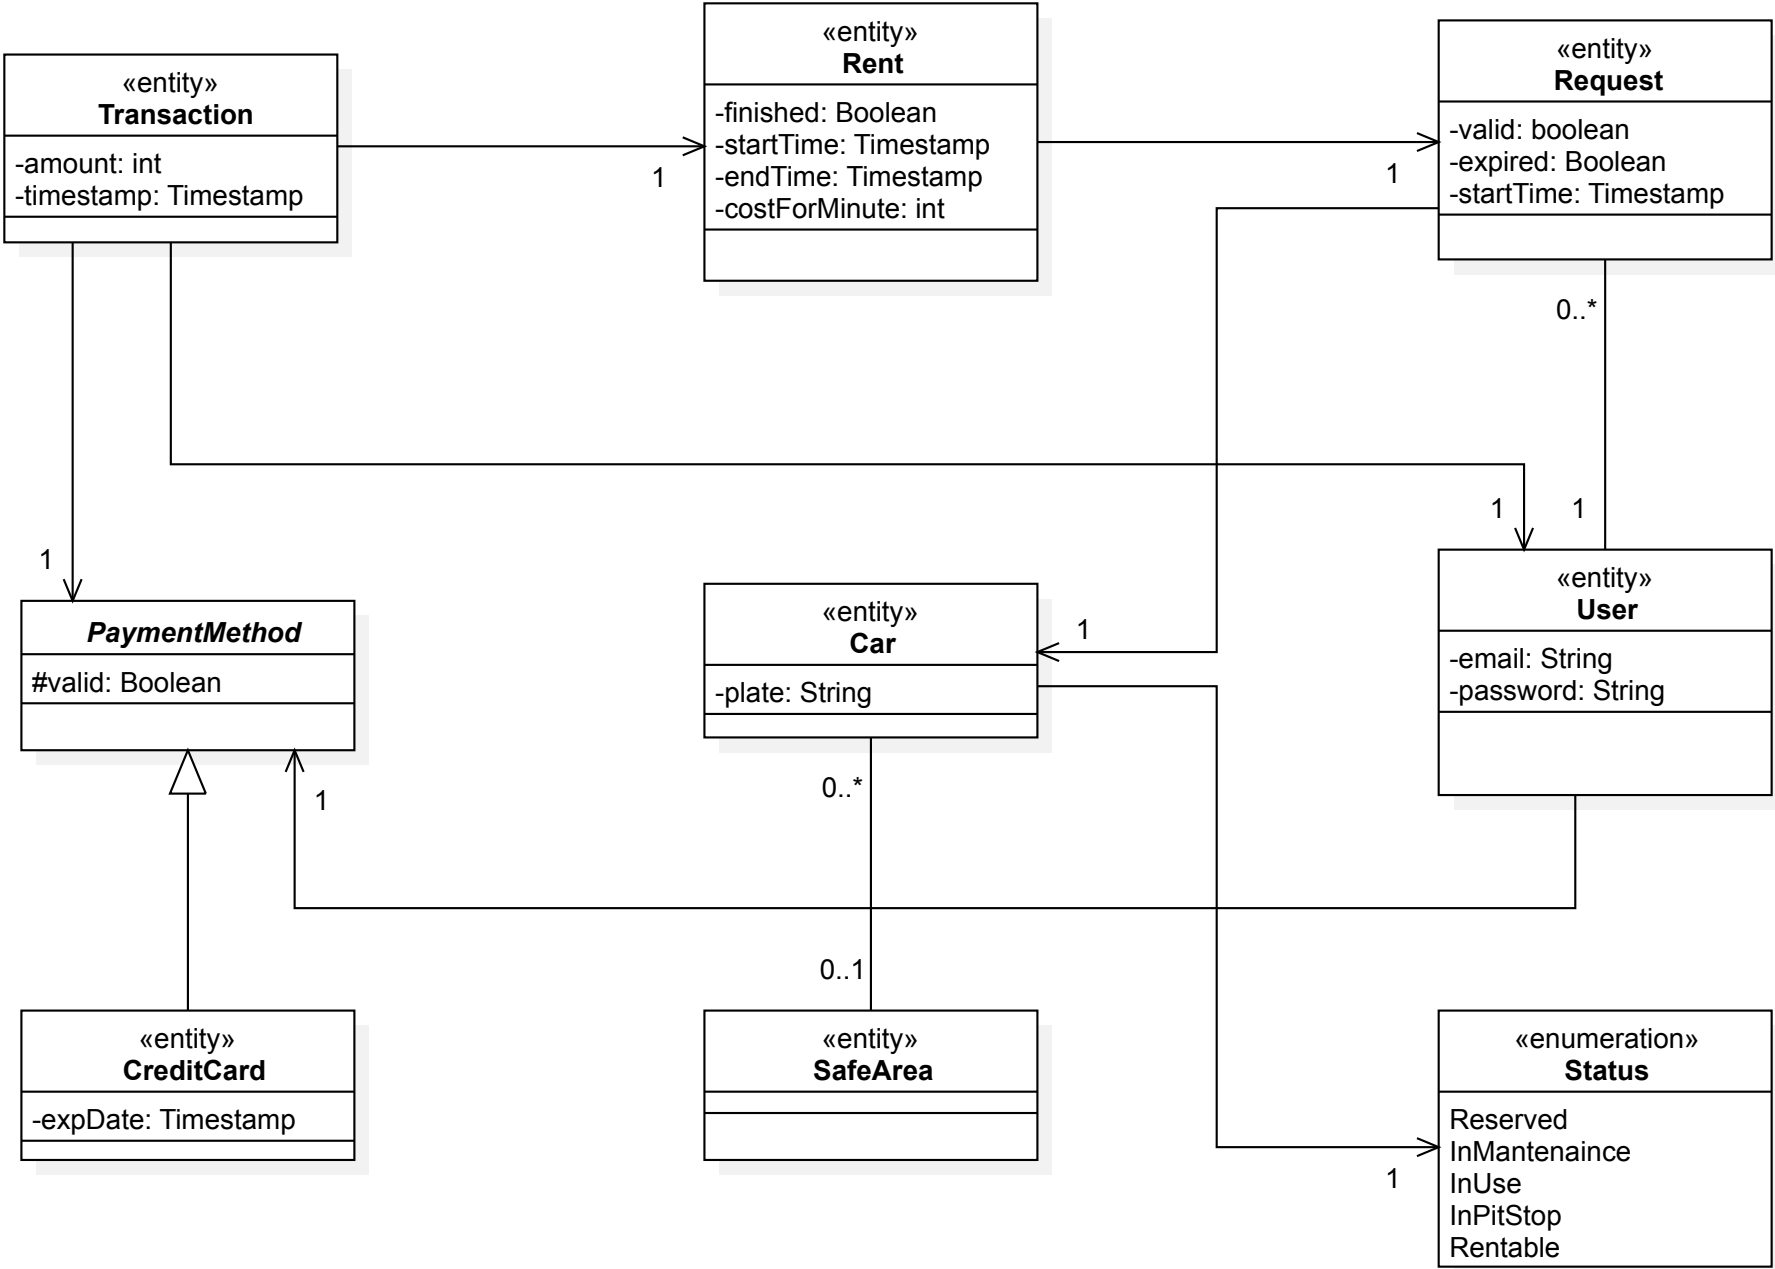 «entity»
Transaction
-amount: int
-timestamp: Timestamp
«entity»
Rent
-finished: Boolean
-startTime: Timestamp
-endTime: Timestamp
-costForMinute: int
«entity»
Request
-valid: boolean
-expired: Boolean
-startTime: Timestamp
1
1
0..*
1
1
1
1
PaymentMethod
#valid: Boolean
«entity»
Car
-plate: String
«entity»
User
-email: String
-password: String
1
0..*
0..1
«entity»
CreditCard
-expDate: Timestamp
«entity»
SafeArea
1
«enumeration»
Status
Reserved
InMantenaince
InUse
InPitStop
Rentable